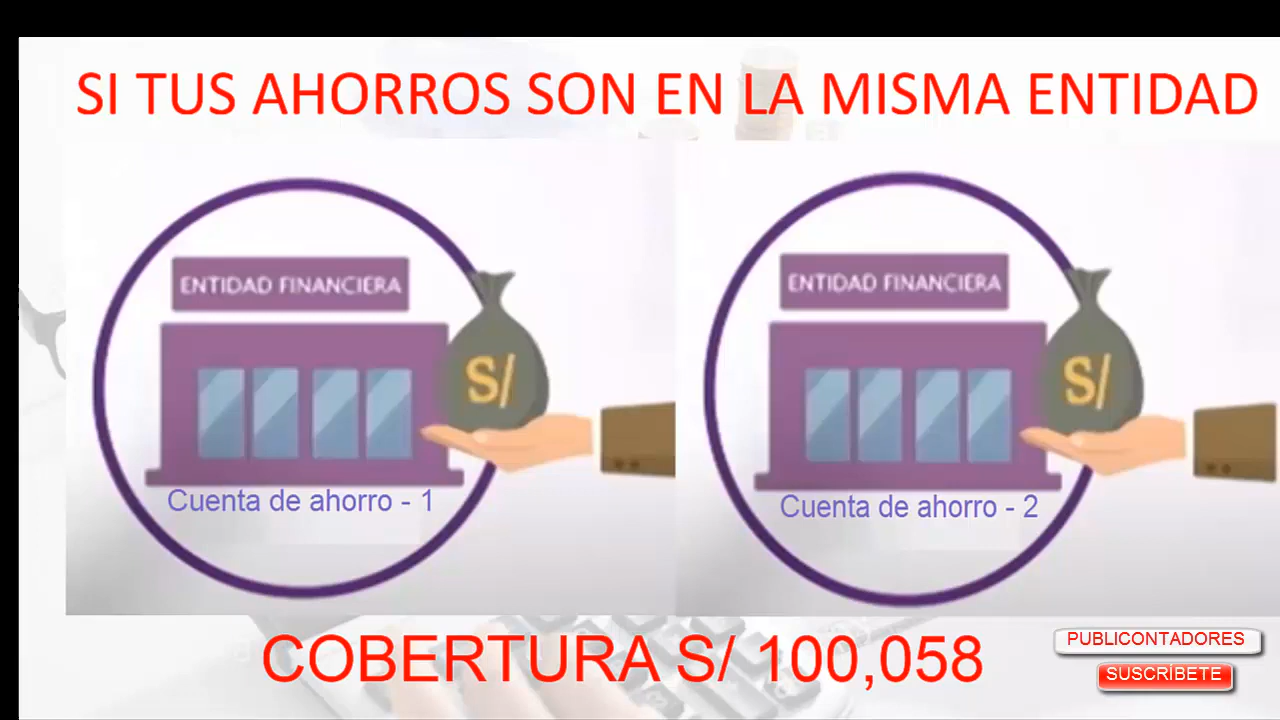 SI TUS AHORROS SON EN LA MISMA ENTIDAD
ENTIDAD FINANCIERA
S/
Cuenta de ahorro - 1
ENTIDAD FINANCIERA
S/
Cuenta de ahorro - 2
COBERTURA S/ 100,058
PUBLICONTADORES
SUSCRÍBETE